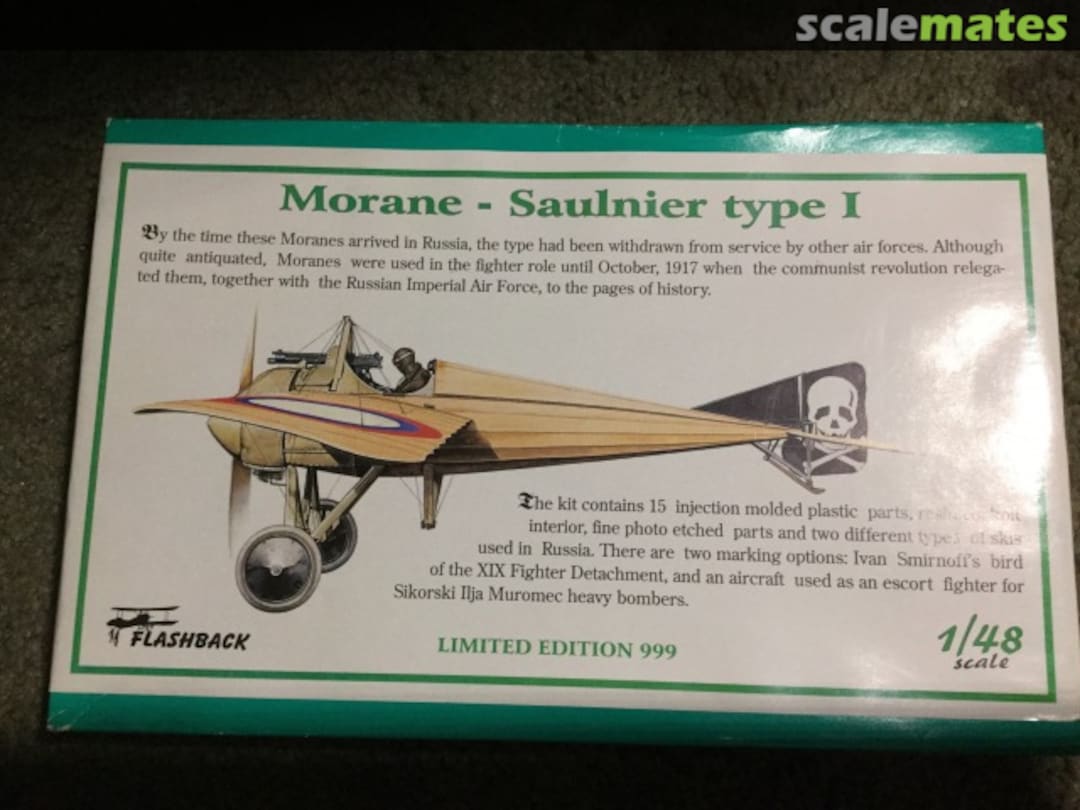 scalemates
Morane - Saulnier type I
By the time these Moranes arrived in Russia, the type had been withdrawn from service by other air forces. Although
quite antiquated, Moranes were used in the fighter role until October, 1917 when the communist revolution relega-
ted them, together with the Russian Imperial Air Force, to the pages of history.
The kit contains 15 injection molded plastic parts, resin cockpit
interior, fine photo etched parts and two different types of skis
used in Russia. There are two marking options: Ivan Smirnoff's bird
of the XIX Fighter Detachment, and an aircraft used as an escort fighter for
Sikorski Ilja Muromec heavy bombers.
FLASHBACK
LIMITED EDITION 999
1/48
scale